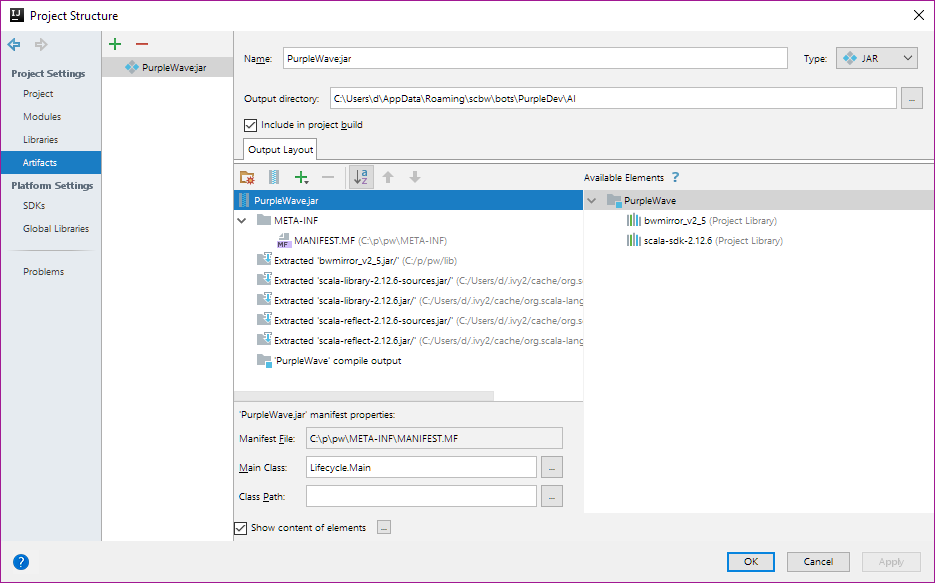 Project Structure
Project Settings
Project
Modules
Libraries
Artifacts
Platform Settings
SDKs
Global Libraries
Problems
PurpleWave:jar
Name: PurpleWave:jar Type: JAR
Output directory: C:\Users\d\AppData\Roaming\scbw\bots\PurpleDev\AI ...
Include in project build
Output Layout
Available Elements ?
PurpleWave.jar
META-INF
MANIFEST.MF (C:\p\pw\META-INF)
Extracted 'bwmirror_v2_5.jar/' (C:/p/pw/lib)
Extracted 'scala-library-2.12.6-sources.jar/' (C:/Users/d/.ivy2/cache/org.s
Extracted 'scala-library-2.12.6.jar/' (C:/Users/d/.ivy2/cache/org.scala-lang
Extracted 'scala-reflect-2.12.6-sources.jar/' (C:/Users/d/.ivy2/cache/org.s
Extracted 'scala-reflect-2.12.6.jar/' (C:/Users/d/.ivy2/cache/org.scala-lang
'PurpleWave' compile output
PurpleWave
bwmirror_v2_5 (Project Library)
scala-sdk-2.12.6 (Project Library)
'PurpleWave.jar' manifest properties:
Manifest File: C:\p\pw\META-INF\MANIFEST.MF
Main Class: Lifecycle.Main ...
Class Path: ...
Show content of elements ...
? OK Cancel Apply